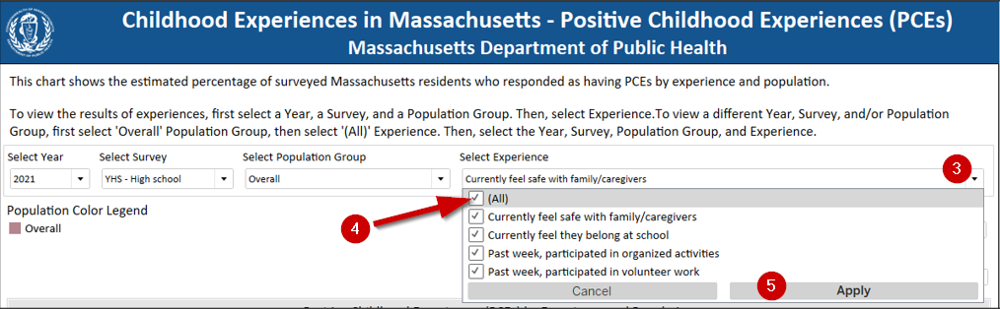 Childhood Experiences in Massachusetts - Positive Childhood Experiences (PCEs)
Massachusetts Department of Public Health
This chart shows the estimated percentage of surveyed Massachusetts residents who responded as having PCEs by experience and population.
To view the results of experiences, first select a Year, a Survey, and a Population Group. Then, select Experience.To view a different Year, Survey, and/or Population
Group, first select 'Overall' Population Group, then select '(All)' Experience. Then, select the Year, Survey, Population Group, and Experience.
Select Year
Select Survey
Select Population Group
Select Experience
3
2021
YHS - High school
Overall
Currently feel safe with family/caregivers
(All)
Population Color Legend
Currently feel safe with family/caregivers
Overall
4
Currently feel they belong at school
Past week, participated in organized activities
Past week, participated in volunteer work
5
Cancel
Apply